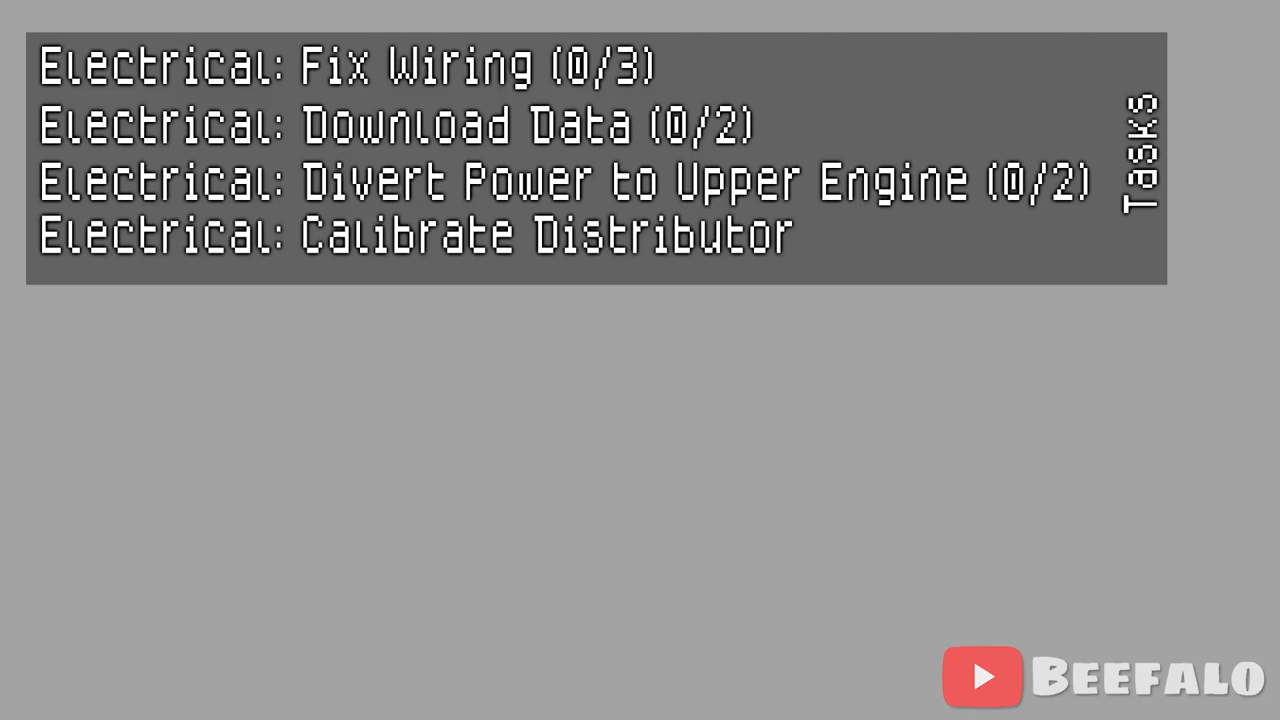 Electrical: Fix Wiring (0/3)
Electrical: Download Data (0/2)
Electrical: Divert Power to Upper Engine (0/2)
Electrical: Calibrate Distributor
Tasks
BEEFALO